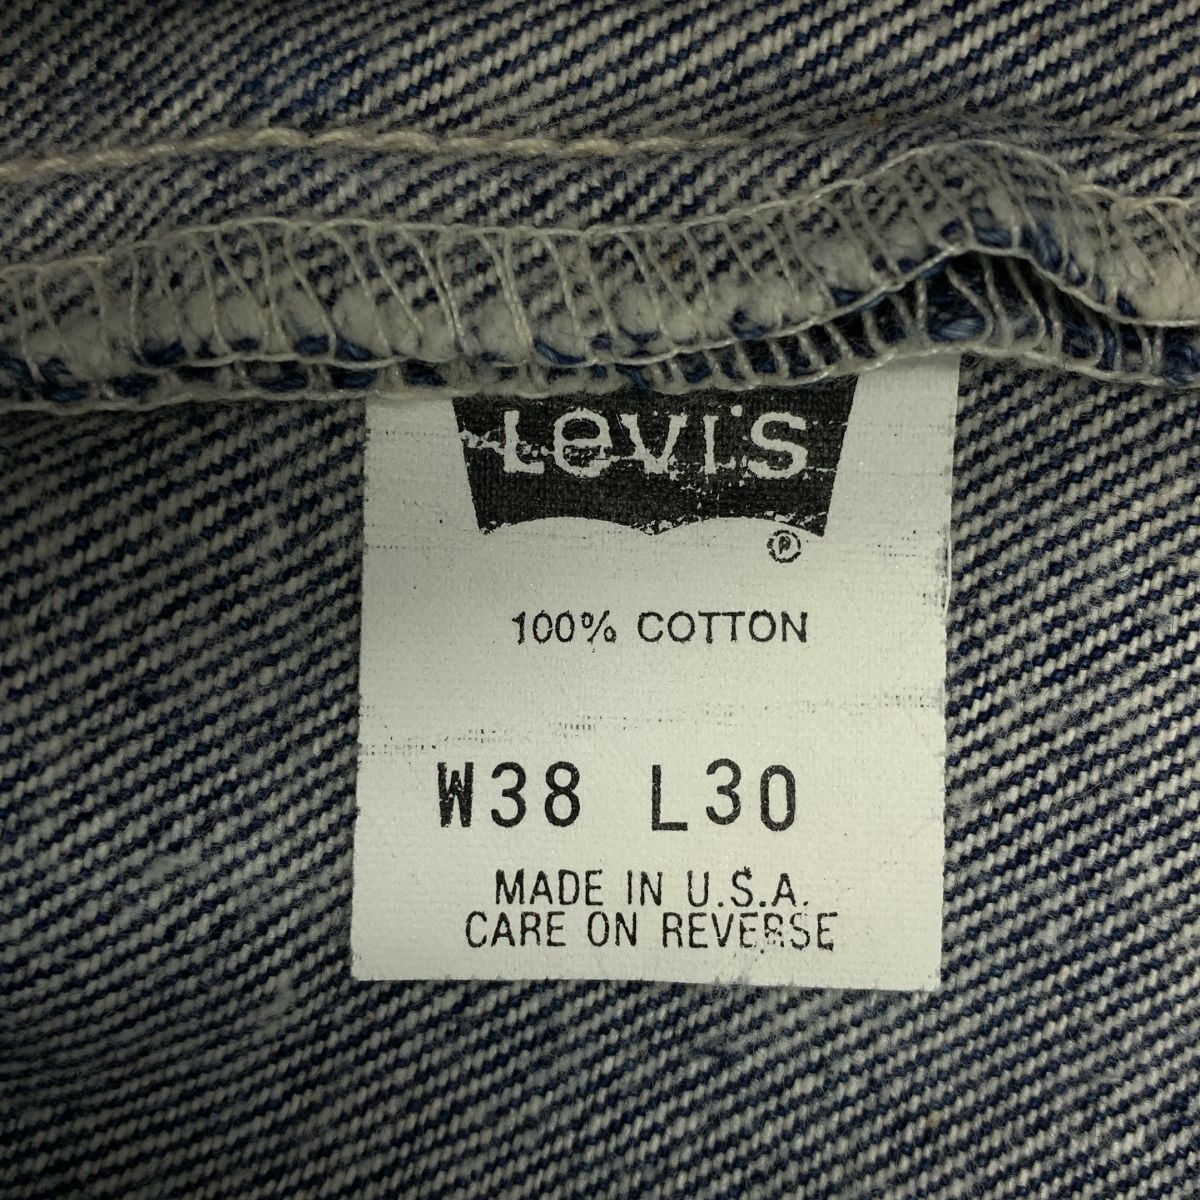 Levi's
®
100% COTTON
W38 L30
MADE IN U.S.A.
CARE ON REVERSE